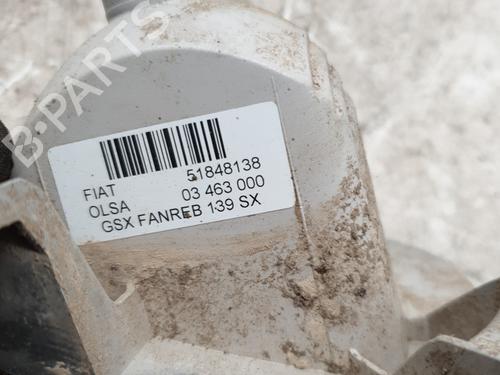 B-PARTS
FIAT 51848138
OLSA 03 463 000
GSX FANREB 139 SX